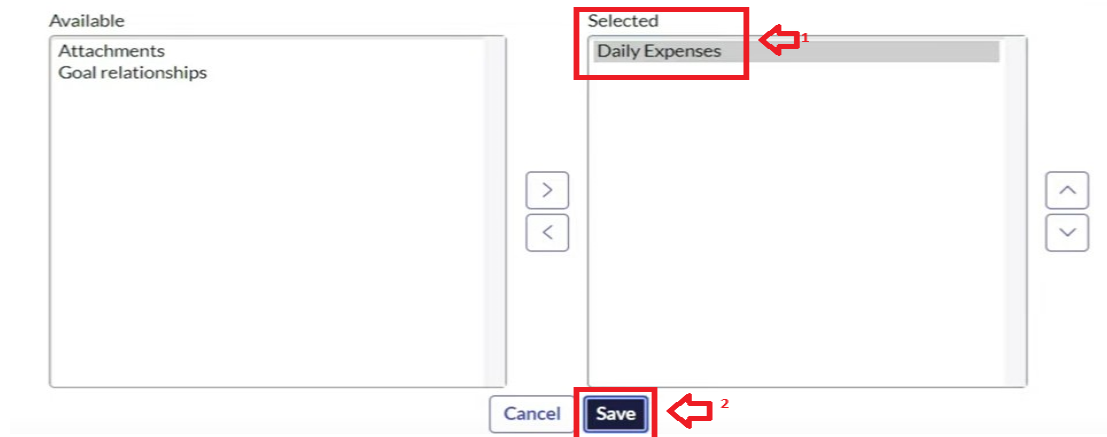 Available
Selected
Attachments
Goal relationships
Daily Expenses
1
>
<
Cancel
Save
2